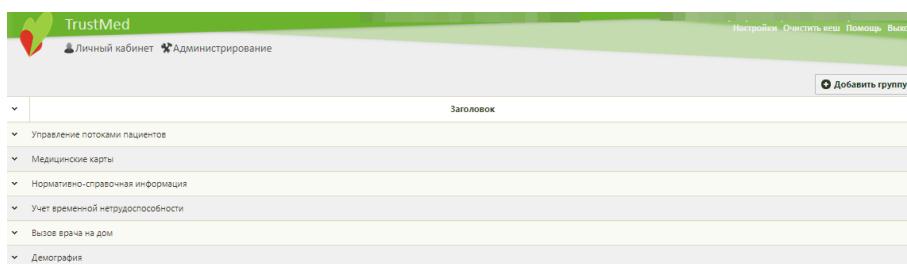 TrustMed
Настройки Очистить кеш Помощь
Личный кабинет Администрирование
Добавить группу
Заголовок
Управление потоками пациентов
Медицинские карты
Нормативно-справочная информация
Учет временной нетрудоспособности
Вызов врача на дом
Демография